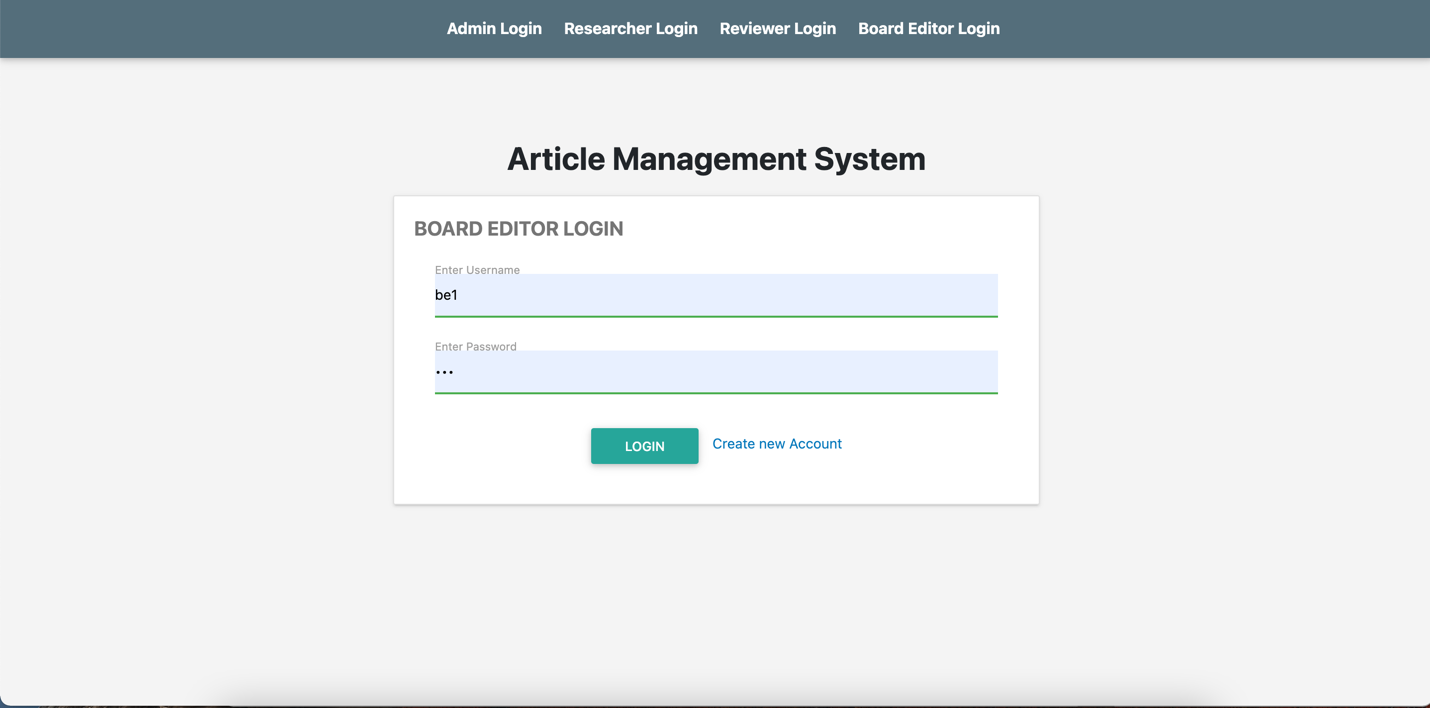 Admin Login Researcher Login Reviewer Login Board Editor Login
Article Management System
BOARD EDITOR LOGIN
Enter Username
be1
Enter Password
•••
LOGIN Create new Account